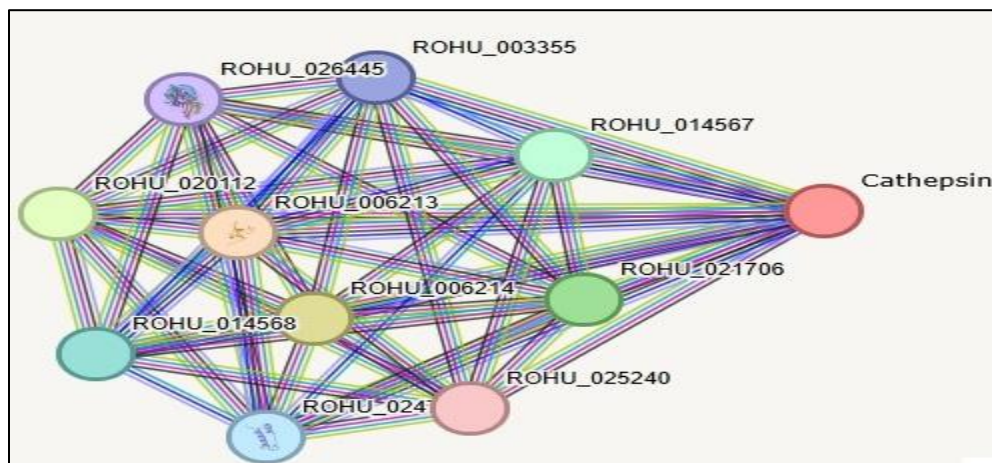 ROHU_003355
ROHU_026445
ROHU_014567
Cathepsin
ROHU_020112
ROHU_006213
ROHU_021706
ROHU_006214
ROHU_014568
ROHU_025240